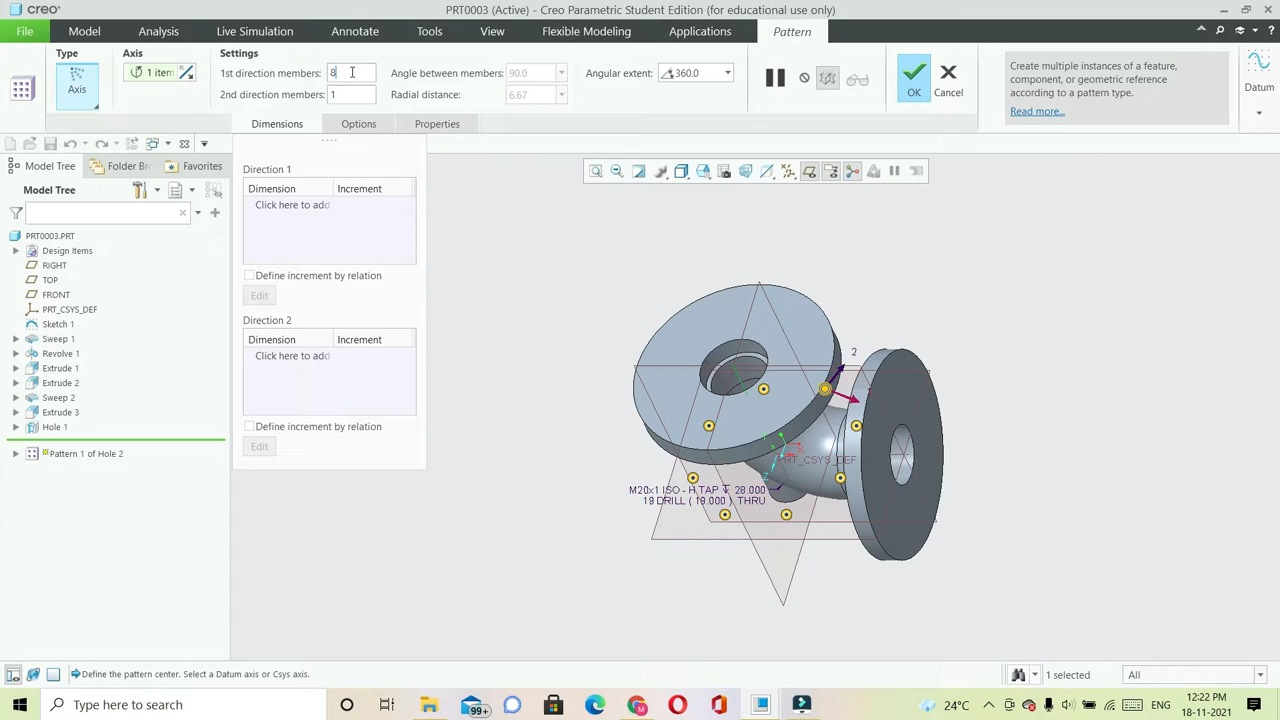 creo
PRT0003 (Active) - Creo Parametric Student Edition (for educational use only)
File
Model
Analysis
Live Simulation
Annotate
Tools
View
Flexible Modeling
Applications
Pattern
Type
Axis
Settings
Axis
1 item
1st direction members: 8
Angle between members: 90.0
Angular extent: 360.0
2nd direction members: 1
Radial distance: 6.67
OK
Cancel
Create multiple instances of a feature, component, or geometric reference according to a pattern type.
Read more...
Datum
Dimensions
Options
Properties
Model Tree
Folder Br
Favorites
Model Tree
PRT0003.PRT
Design Items
RIGHT
TOP
FRONT
PRT_CSYS_DEF
Sketch 1
Sweep 1
Revolve 1
Extrude 1
Extrude 2
Sweep 2
Extrude 3
Hole 1
Pattern 1 of Hole 2
Direction 1
Dimension Increment
Click here to add
Define increment by relation
Edit
Direction 2
Dimension Increment
Click here to add
Define increment by relation
Edit
2
X
PRT_CSYS_DEF
Z
M20x1 ISO - H TAP ↧ 28.000
19 DRILL ( 19.000 ) THRU
Define the pattern center. Select a Datum axis or Csys axis.
1 selected
All
Type here to search
99+
24°C
12:22 PM
18-11-2021